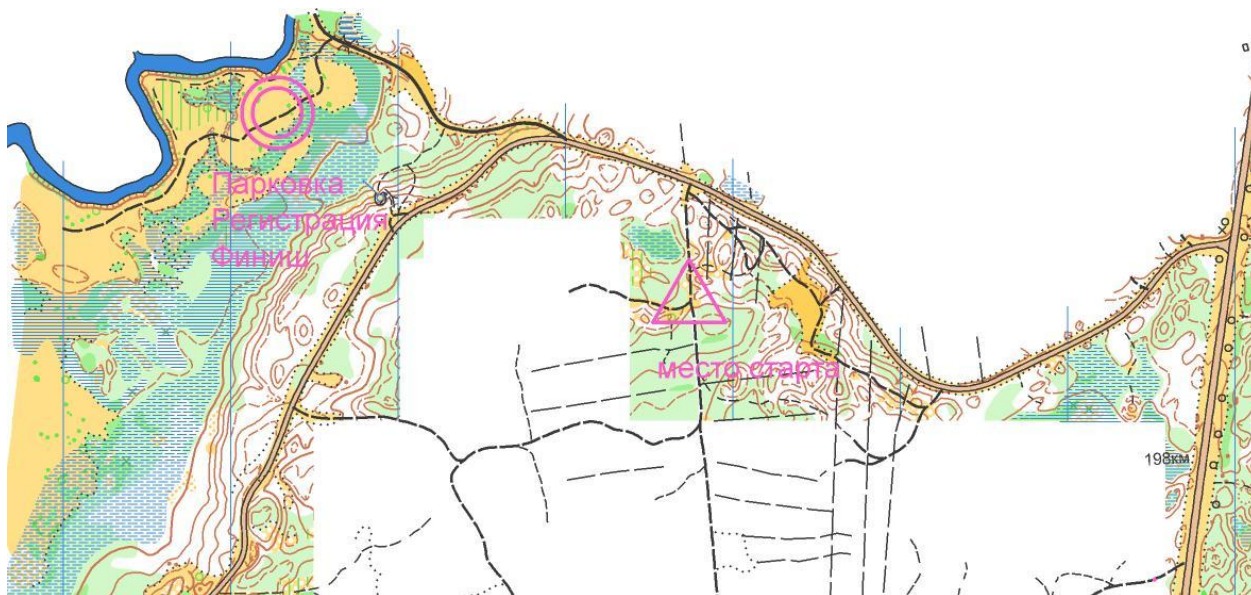 Парковка
Регистрация
Финиш
место старта
198км